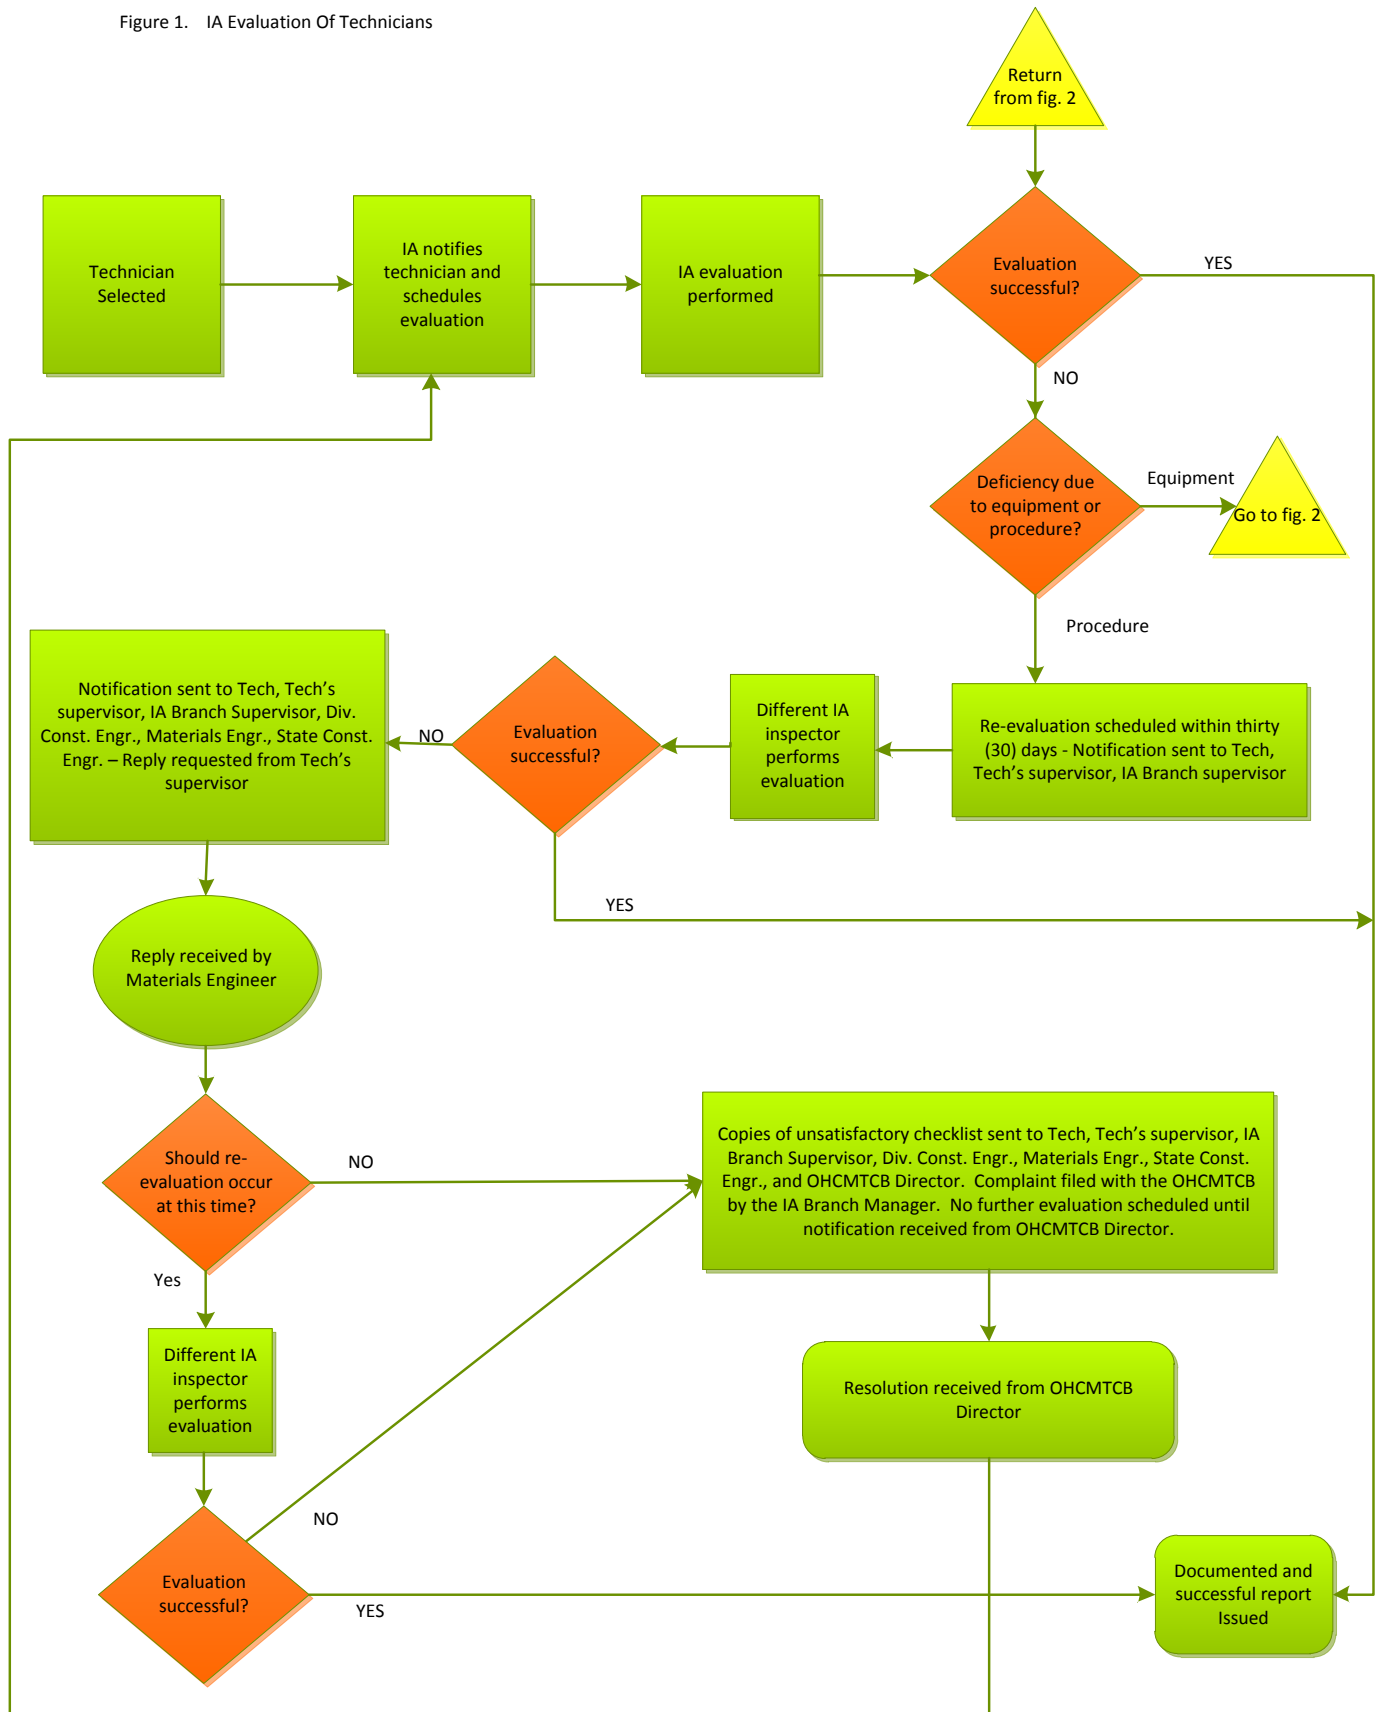 Figure 1. IA Evaluation Of Technicians
Return
from fig. 2
Technician
Selected
IA notifies
technician and
schedules
evaluation
IA evaluation
performed
Evaluation
successful?
YES
NO
Deficiency due
to equipment or
procedure?
Equipment
Go to fig. 2
Procedure
Re-evaluation scheduled within thirty
(30) days - Notification sent to Tech,
Tech’s supervisor, IA Branch supervisor
Different IA
inspector
performs
evaluation
Evaluation
successful?
NO
YES
Notification sent to Tech, Tech’s
supervisor, IA Branch Supervisor, Div.
Const. Engr., Materials Engr., State Const.
Engr. – Reply requested from Tech’s
supervisor
Reply received by
Materials Engineer
Should re-
evaluation occur
at this time?
NO
Yes
Copies of unsatisfactory checklist sent to Tech, Tech’s supervisor, IA
Branch Supervisor, Div. Const. Engr., Materials Engr., State Const.
Engr., and OHCMTCB Director. Complaint filed with the OHCMTCB
by the IA Branch Manager. No further evaluation scheduled until
notification received from OHCMTCB Director.
Different IA
inspector
performs
evaluation
Resolution received from OHCMTCB
Director
Evaluation
successful?
NO
YES
Documented and
successful report
Issued